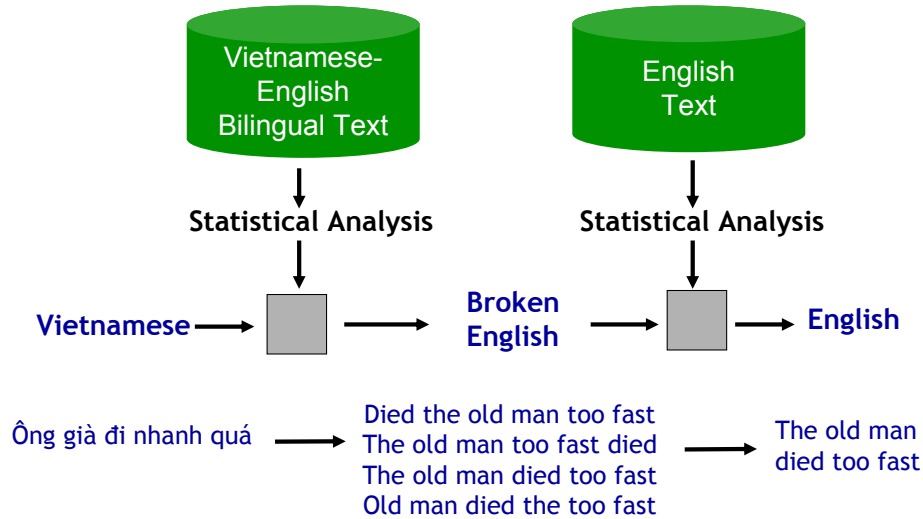 Vietnamese-
English
Bilingual Text
English
Text
Statistical Analysis
Statistical Analysis
Vietnamese
Broken
English
English
Ông già đi nhanh quá
Died the old man too fast
The old man too fast died
The old man died too fast
Old man died the too fast
The old man
died too fast